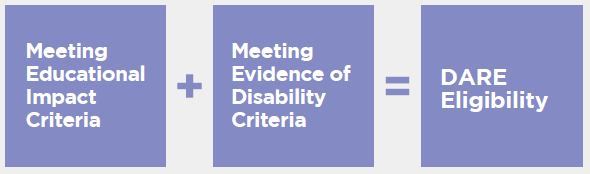 Meeting
Educational
Impact
Criteria
+
Meeting
Evidence of
Disability
Criteria
=
DARE
Eligibility